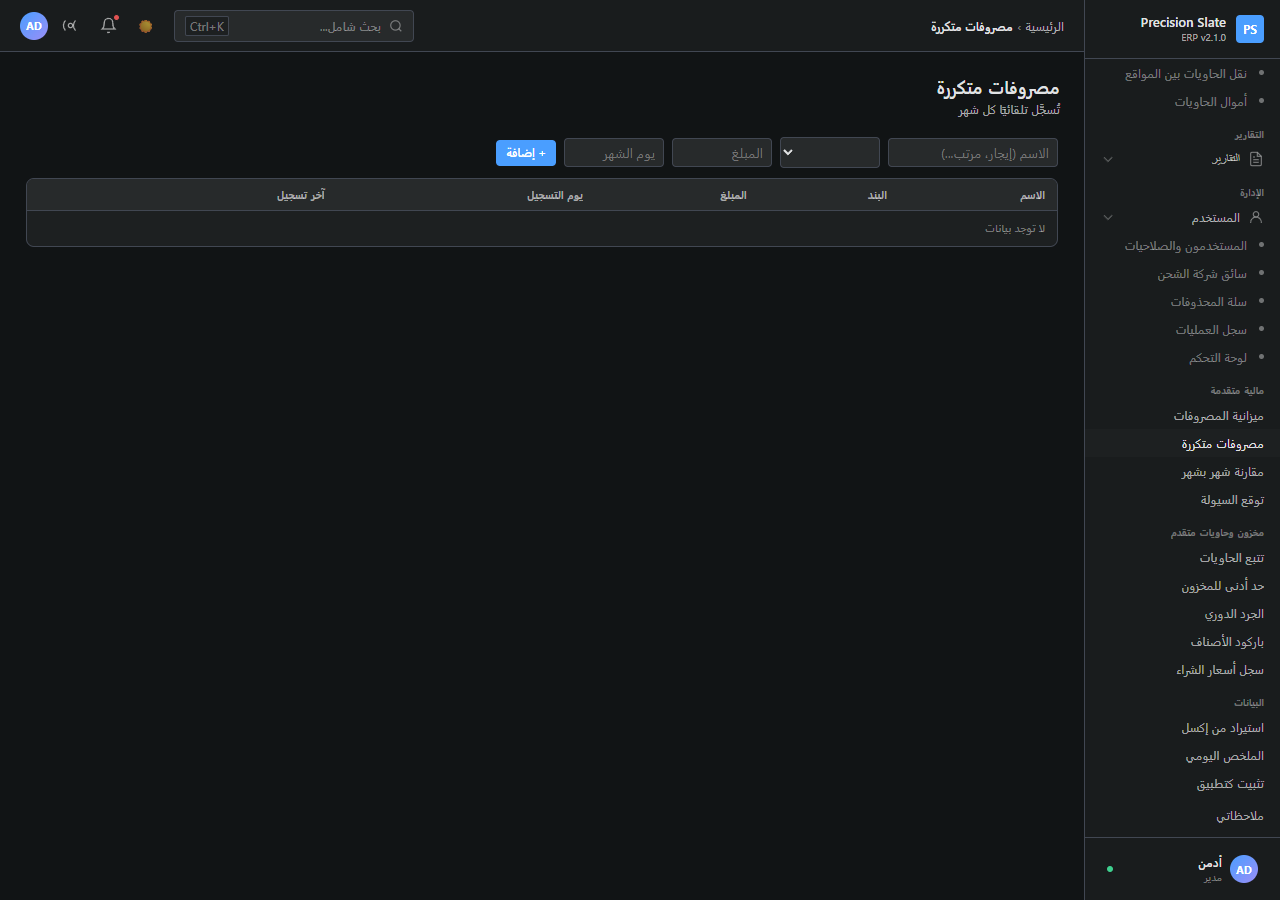 Precision Slate
ERP v2.1.0
PS
نقل الحاويات بين المواقع
أموال الحاويات
التقارير
التقارير
الإدارة
المستخدم
المستخدمون والصلاحيات
سائق شركة الشحن
سلة المحذوفات
سجل العمليات
لوحة التحكم
مالية متقدمة
ميزانية المصروفات
مصروفات متكررة
مقارنة شهر بشهر
توقع السيولة
مخزون وحاويات متقدم
تتبع الحاويات
حد أدنى للمخزون
الجرد الدوري
باركود الأصناف
سجل أسعار الشراء
البيانات
استيراد من إكسل
الملخص اليومي
تثبيت كتطبيق
ملاحظاتي
أدمن
مدير
AD
الرئيسية › مصروفات متكررة
بحث شامل... Ctrl+K
AD
مصروفات متكررة
تُسجَّل تلقائيًا كل شهر
الاسم (إيجار، مرتب...) المبلغ يوم الشهر + إضافة
الاسم البند المبلغ يوم التسجيل آخر تسجيل
لا توجد بيانات